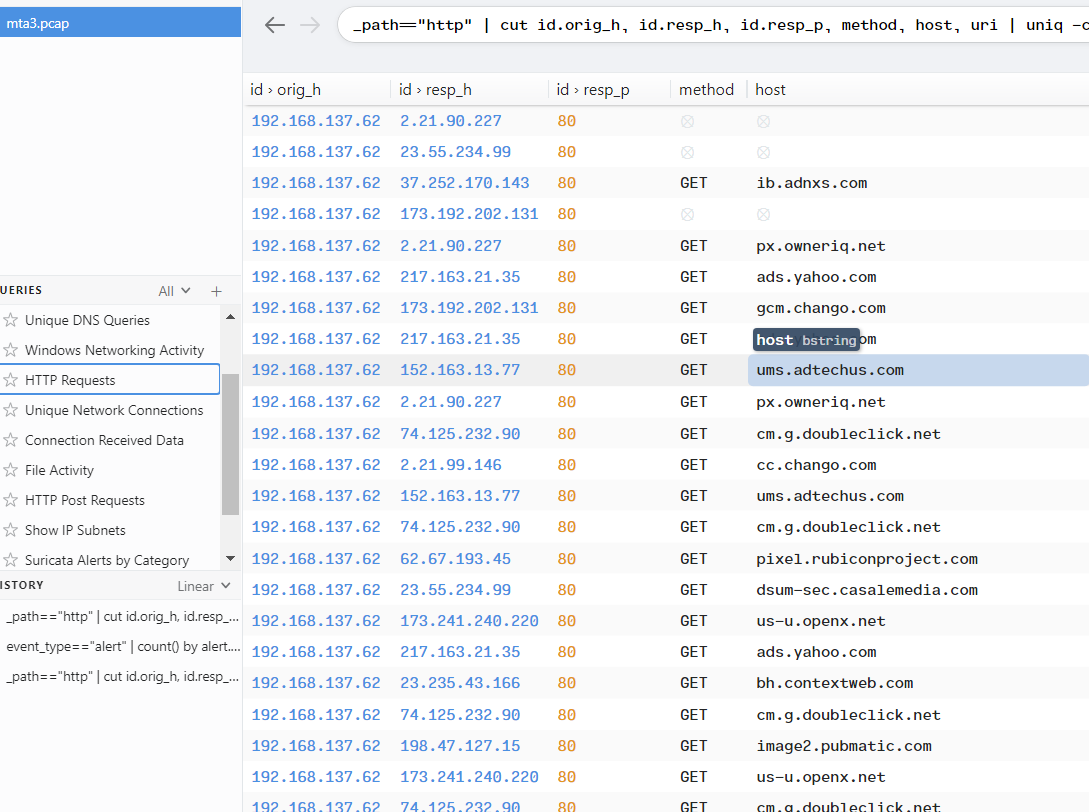 mta3.pcap
_path=="http" | cut id.orig_h, id.resp_h, id.resp_p, method, host, uri | uniq -c
id › orig_h id › resp_h id › resp_p method host
192.168.137.62 2.21.90.227 80
192.168.137.62 23.55.234.99 80
192.168.137.62 37.252.170.143 80 GET ib.adnxs.com
192.168.137.62 173.192.202.131 80
192.168.137.62 2.21.90.227 80 GET px.owneriq.net
192.168.137.62 217.163.21.35 80 GET ads.yahoo.com
192.168.137.62 173.192.202.131 80 GET gcm.chango.com
192.168.137.62 217.163.21.35 80 GET host bstring om
192.168.137.62 152.163.13.77 80 GET ums.adtechus.com
192.168.137.62 2.21.90.227 80 GET px.owneriq.net
192.168.137.62 74.125.232.90 80 GET cm.g.doubleclick.net
192.168.137.62 2.21.99.146 80 GET cc.chango.com
192.168.137.62 152.163.13.77 80 GET ums.adtechus.com
192.168.137.62 74.125.232.90 80 GET cm.g.doubleclick.net
192.168.137.62 62.67.193.45 80 GET pixel.rubiconproject.com
192.168.137.62 23.55.234.99 80 GET dsum-sec.casalemedia.com
192.168.137.62 173.241.240.220 80 GET us-u.openx.net
192.168.137.62 217.163.21.35 80 GET ads.yahoo.com
192.168.137.62 23.235.43.166 80 GET bh.contextweb.com
192.168.137.62 74.125.232.90 80 GET cm.g.doubleclick.net
192.168.137.62 198.47.127.15 80 GET image2.pubmatic.com
192.168.137.62 173.241.240.220 80 GET us-u.openx.net
192.168.137.62 74.125.232.90 80 GET cm.g.doubleclick.net
UERIES All +
Unique DNS Queries
Windows Networking Activity
HTTP Requests
Unique Network Connections
Connection Received Data
File Activity
HTTP Post Requests
Show IP Subnets
Suricata Alerts by Category
ISTORY Linear
_path=="http" | cut id.orig_h, id.resp_...
event_type=="alert" | count() by alert....
_path=="http" | cut id.orig_h, id.resp_...